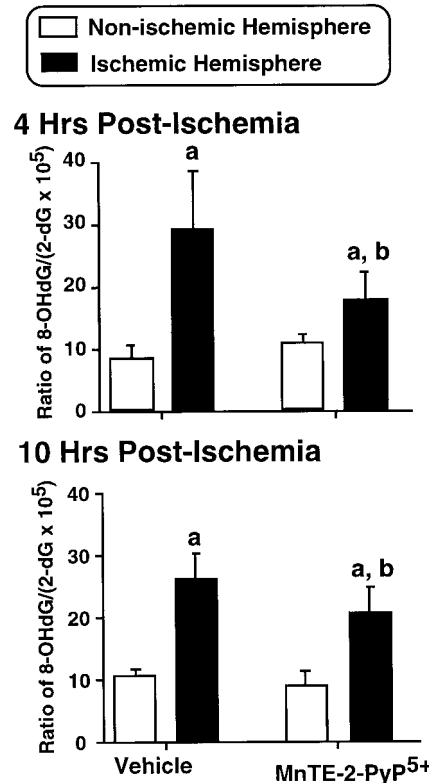 Non-ischemic Hemisphere
Ischemic Hemisphere
4 Hrs Post-Ischemia
Ratio of 8-OHdG/(2-dG x 10⁵)
40
30
20
10
0
a
a, b
10 Hrs Post-Ischemia
Ratio of 8-OHdG/(2-dG x 10⁵)
40
30
20
10
0
a
a, b
Vehicle
MnTE-2-PyP⁵⁺